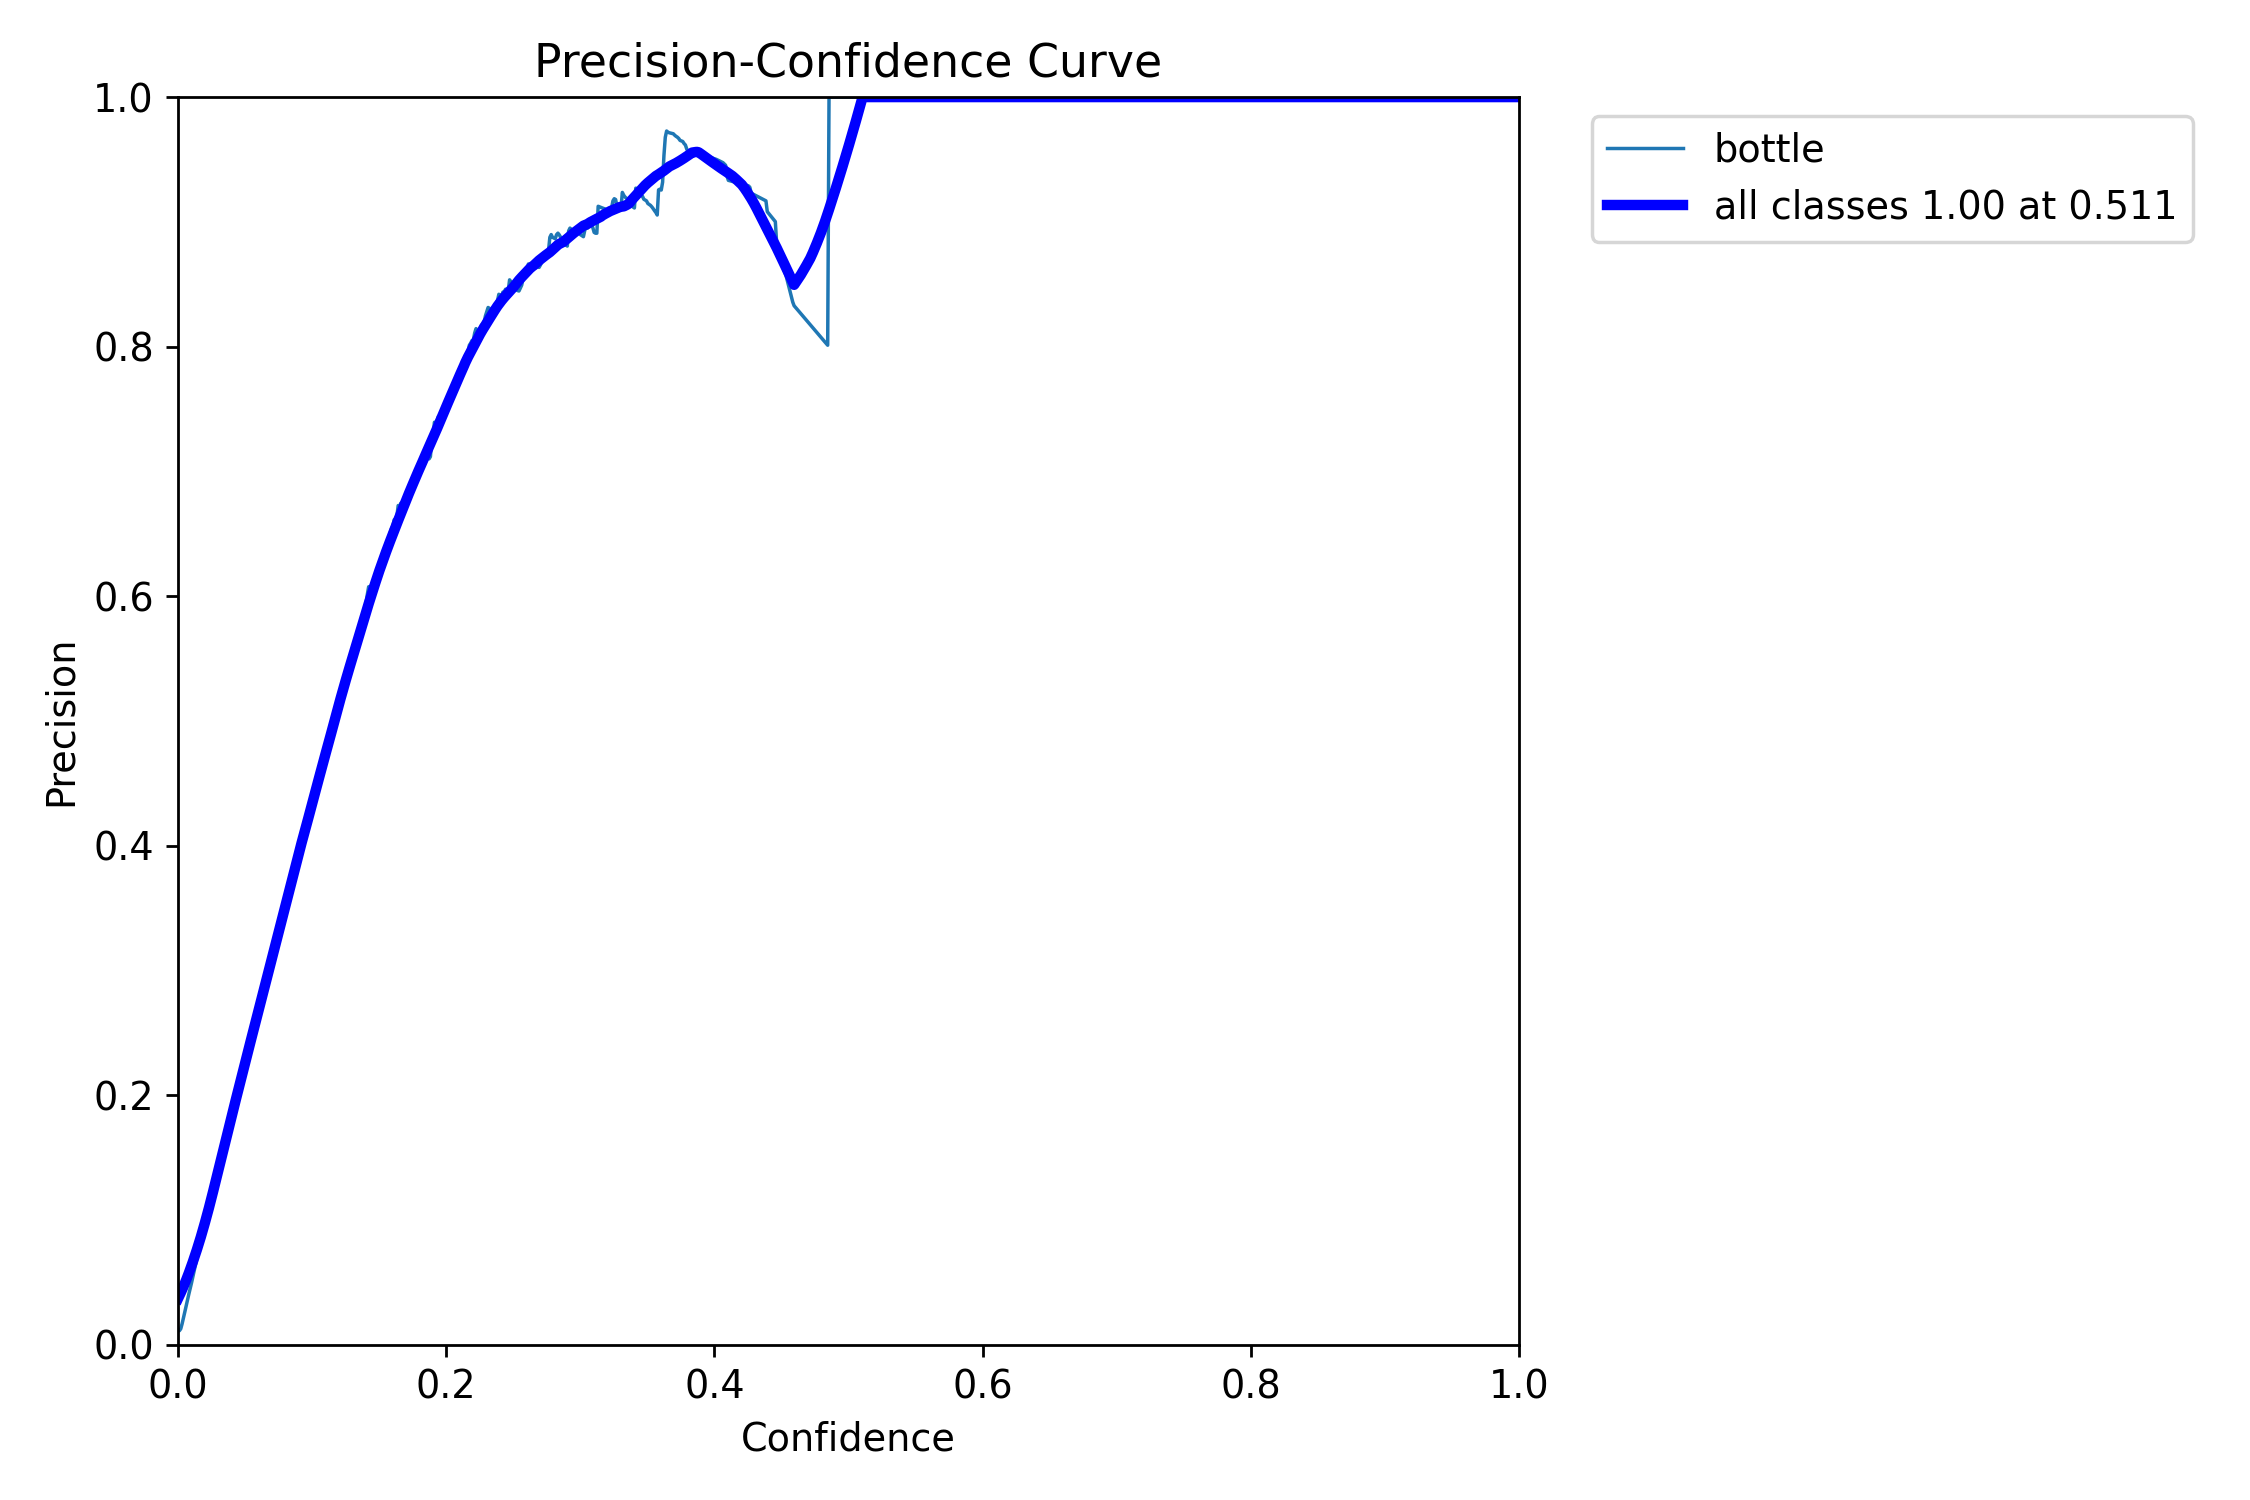 Precision-Confidence Curve
1.0
0.8
0.6
0.4
0.2
0.0
Precision
0.0 0.2 0.4 0.6 0.8 1.0
Confidence
bottle
all classes 1.00 at 0.511